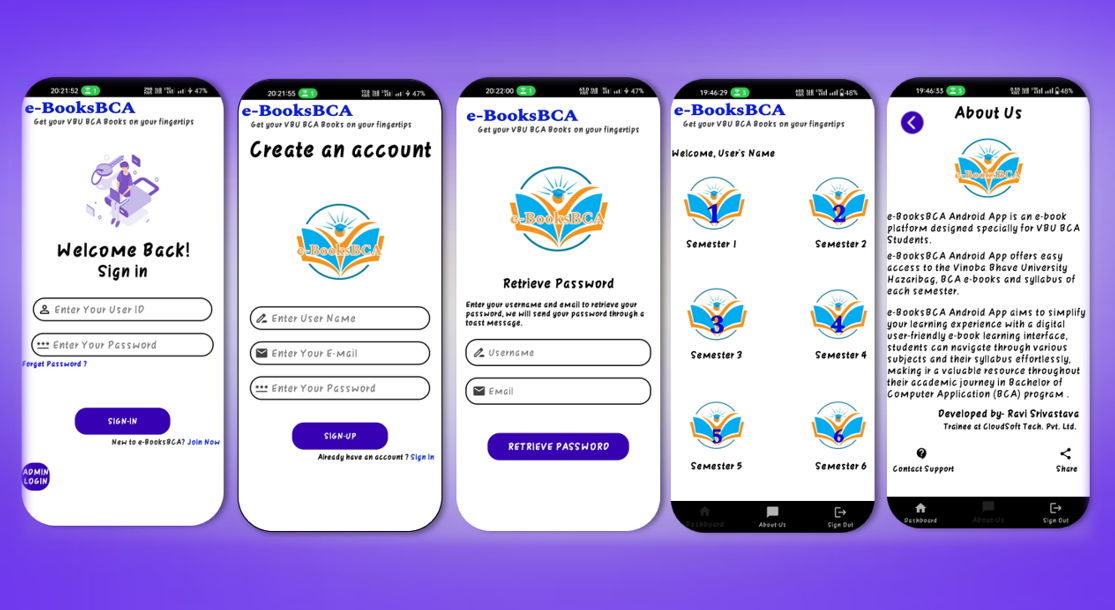 20:21:52
47%
e-BooksBCA
Get your VBU BCA Books on your fingertips
Welcome Back!
Sign in
Enter Your User ID
Enter Your Password
Forget Password ?
SIGN-IN
New to e-BooksBCA? Join Now
ADMIN
LOGIN
20:21:55
47%
e-BooksBCA
Get your VBU BCA Books on your fingertips
Create an account
e-BooksBCA
Enter User Name
Enter Your E-mail
Enter Your Password
SIGN-UP
Already have an account ? Sign In
20:22:00
47%
e-BooksBCA
Get your VBU BCA Books on your fingertips
e-BooksBCA
Retrieve Password
Enter your username and email to retrieve your
password, we will send your password through a
toast message.
Username
Email
RETRIEVE PASSWORD
19:46:29
48%
e-BooksBCA
Get your VBU BCA Books on your fingertips
Welcome, User's Name
1 2
Semester 1 Semester 2
3 4
Semester 3 Semester 4
5 6
Semester 5 Semester 6
Dashboard About-Us Sign Out
19:46:33
48%
About Us
e-BooksBCA
e-BooksBCA Android App is an e-book
platform designed specially for VBU BCA
Students.
e-BooksBCA Android App offers easy
access to the Vinoba Bhave University
Hazaribag, BCA e-books and syllabus of
each semester.
e-BooksBCA Android App aims to simplify
your learning experience with a digital
user-friendly e-book learning interface,
students can navigate through various
subjects and their syllabus effortlessly,
making ir a valuable resource throughout
their academic journey in Bachelor of
Computer Application (BCA) program .
Developed by- Ravi Srivastava
Trainee at CloudSoft Tech. Pvt. Ltd.
Contact Support Share
Dashboard About-Us Sign Out